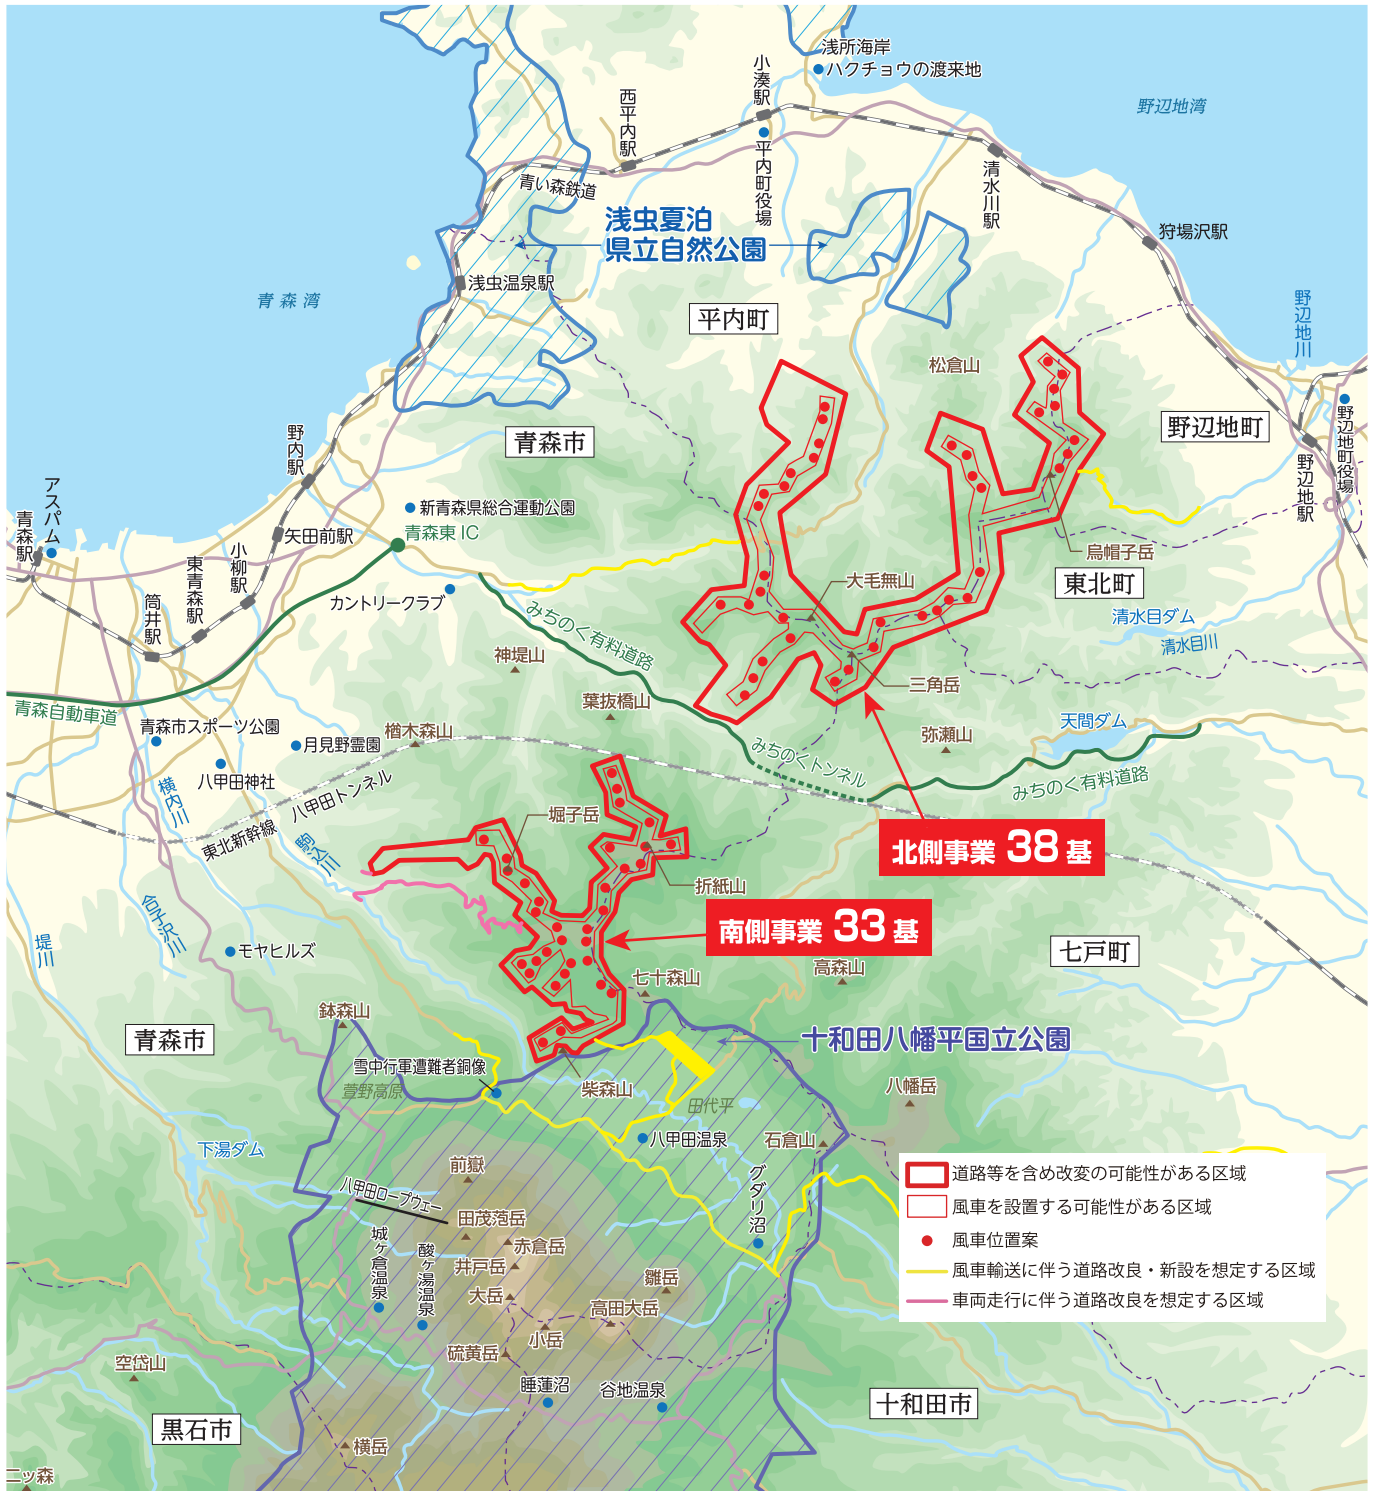 浅所海岸
ハクチョウの渡来地
小湊駅
西平内駅
野辺地湾
平内町役場
清水川駅
青い森鉄道
浅虫夏泊
県立自然公園
狩場沢駅
浅虫温泉駅
青森湾
野辺地川
平内町
松倉山
野辺地町
野辺地町役場
青森市
野内駅
野辺地駅
アスパム
青森駅
新青森県総合運動公園
青森東IC
矢田前駅
小柳駅
東青森駅
筒井駅
烏帽子岳
大毛無山
東北町
カントリークラブ
みちのく有料道路
清水目ダム
清水目川
神堤山
三角岳
葉抜橋山
青森自動車道
青森市スポーツ公園
月見野霊園
楢木森山
天間ダム
弥瀬山
みちのくトンネル
みちのく有料道路
八甲田神社
横内川
八甲田トンネル
東北新幹線
堀子岳
駒込川
北側事業 38基
折紙山
南側事業 33基
合子沢川
堤川
モヤヒルズ
七戸町
高森山
七十森山
鉢森山
青森市
十和田八幡平国立公園
雪中行軍遭難者銅像
萱野高原
柴森山
八幡岳
田代平
下湯ダム
八甲田温泉
石倉山
前嶽
グダリ沼
道路等を含め改変の可能性がある区域
八甲田ロープウェー
風車を設置する可能性がある区域
田茂萢岳
城ヶ倉温泉
酸ヶ湯温泉
赤倉岳
風車位置案
井戸岳
風車輸送に伴う道路改良・新設を想定する区域
大岳
雛岳
車両走行に伴う道路改良を想定する区域
高田大岳
小岳
硫黄岳
空岱山
睡蓮沼
谷地温泉
十和田市
黒石市
横岳
二ッ森